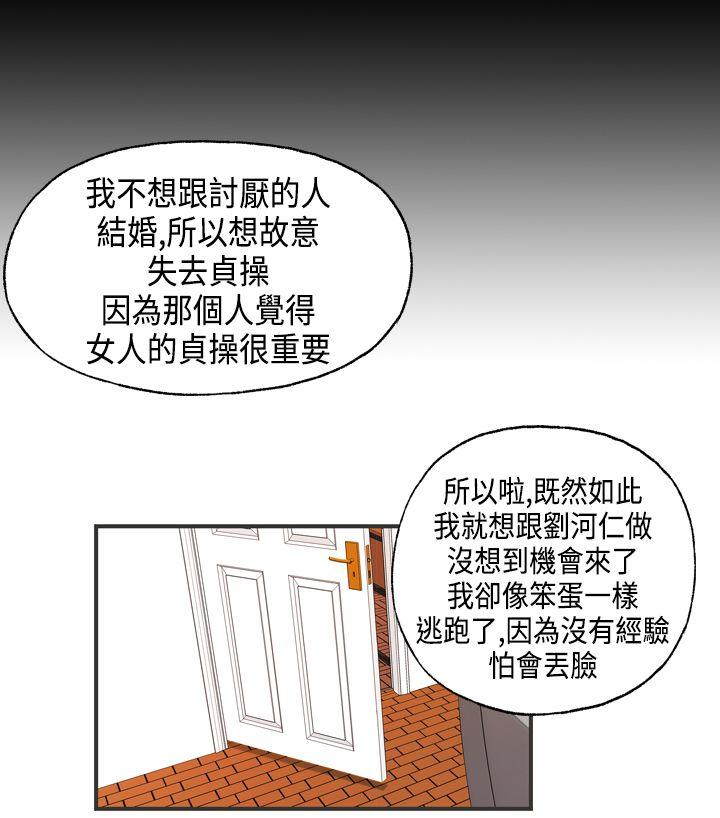 我不想跟討厭的人
結婚,所以想故意
失去貞操
因為那個人覺得
女人的貞操很重要
所以啦,既然如此
我就想跟劉河仁做
沒想到機會來了
我卻像笨蛋一樣
逃跑了,因為沒有經驗
怕會丟臉